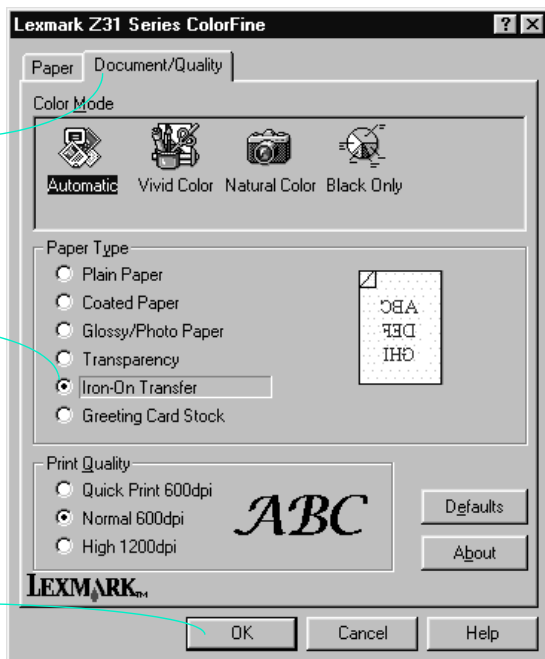 Lexmark Z31 Series ColorFine
Paper Document/Quality
Color Mode
Automatic Vivid Color Natural Color Black Only
Paper Type
Plain Paper
Coated Paper
Glossy/Photo Paper
Transparency
Iron-On Transfer
Greeting Card Stock
ABC
DEF
GHI
Print Quality
Quick Print 600dpi
Normal 600dpi
High 1200dpi
ABC
Defaults
About
LEXMARK™
OK Cancel Help